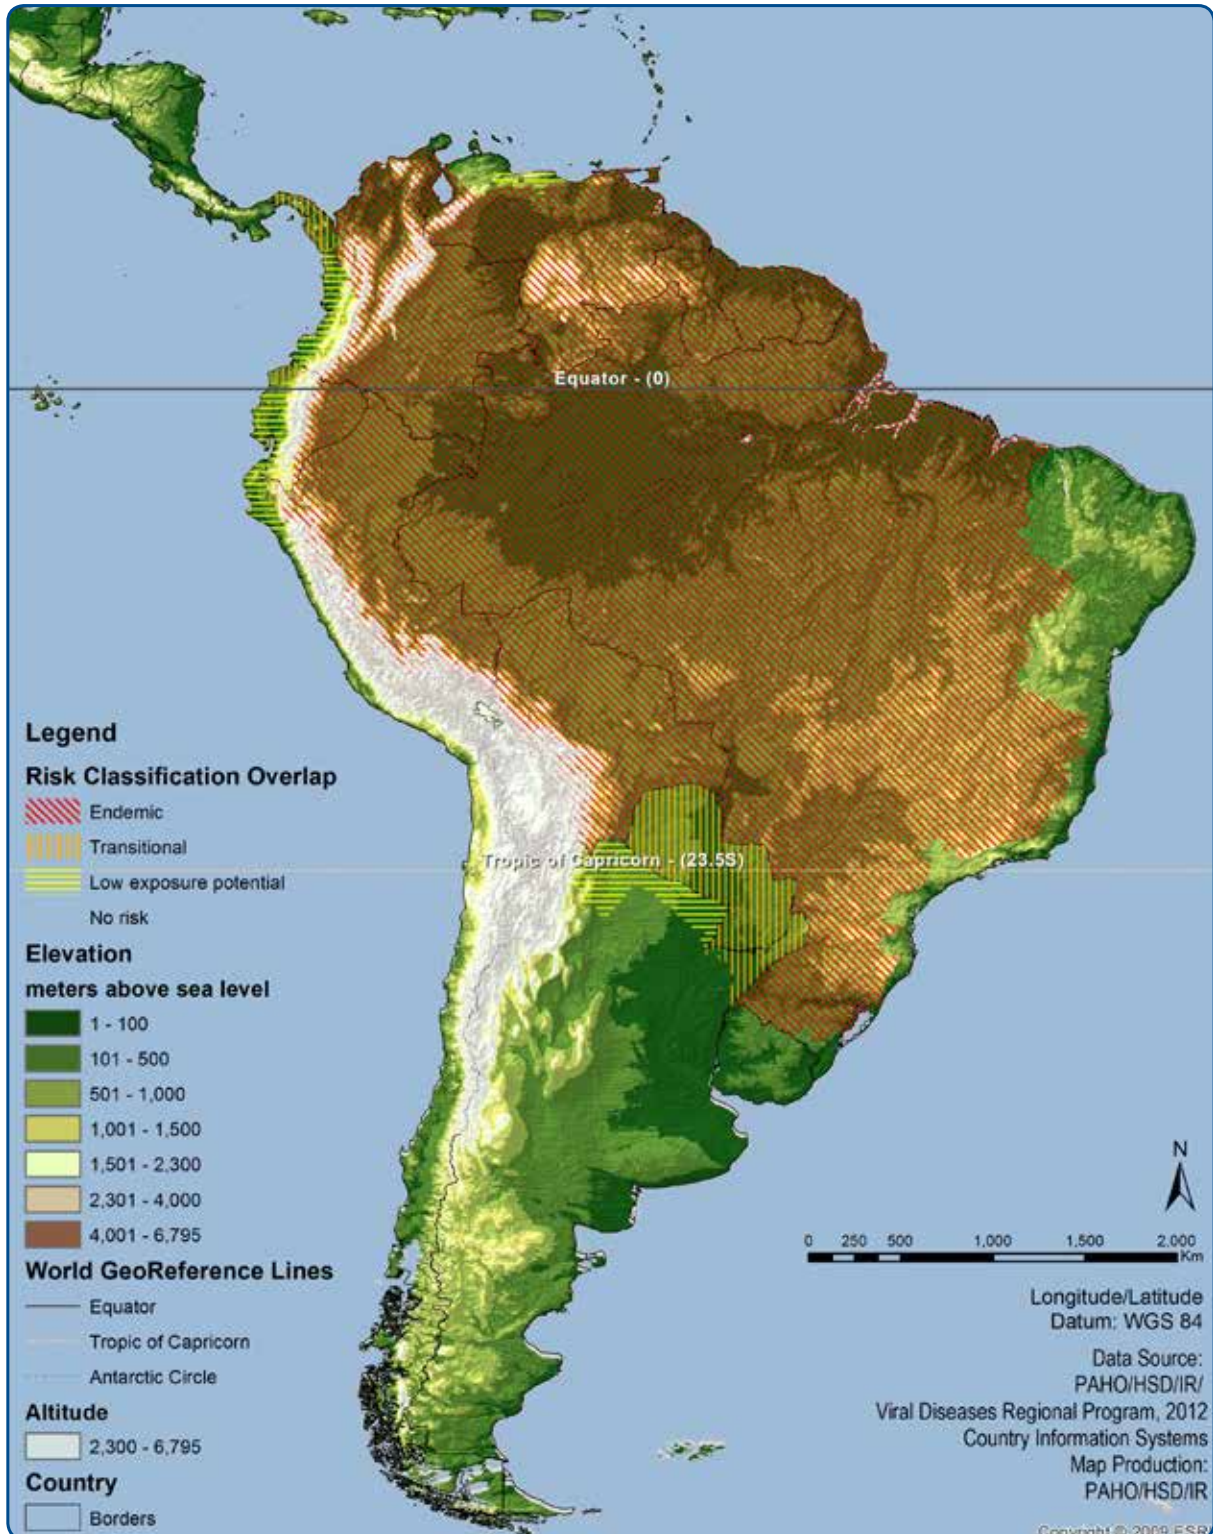 Equator - (0)
Tropic of Capricorn - (23.5S)
Legend
Risk Classification Overlap
Endemic
Transitional
Low exposure potential
No risk
Elevation
meters above sea level
1 - 100
101 - 500
501 - 1,000
1,001 - 1,500
1,501 - 2,300
2,301 - 4,000
4,001 - 6,795
World GeoReference Lines
Equator
Tropic of Capricorn
Antarctic Circle
Altitude
2,300 - 6,795
Country
Borders
N
0 250 500 1,000 1,500 2,000
Km
Longitude/Latitude
Datum: WGS 84
Data Source:
PAHO/HSD/IR/
Viral Diseases Regional Program, 2012
Country Information Systems
Map Production:
PAHO/HSD/IR
Copyright © 2009 ESRI